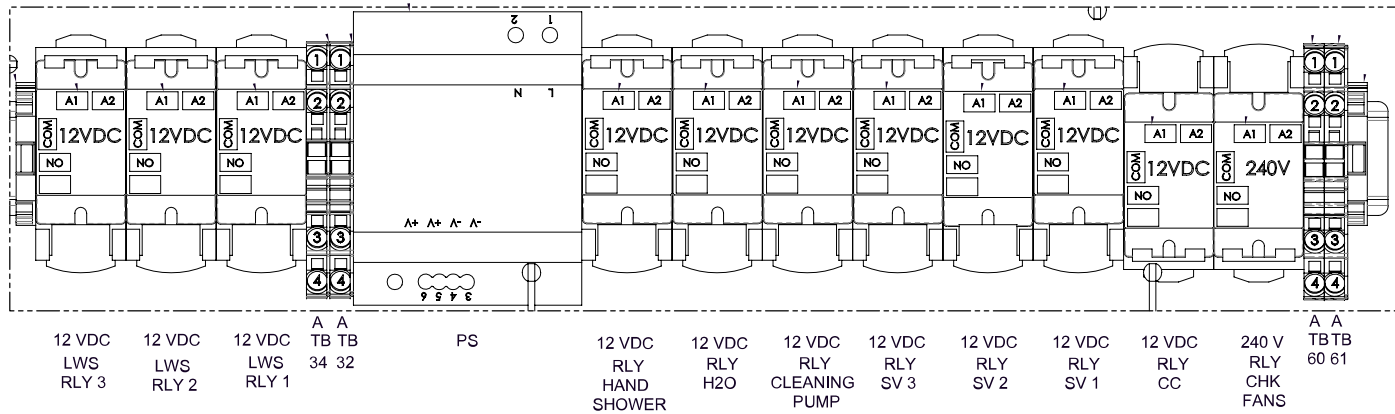 2 1
N L
1 1 1 1
A1 A2 A1 A2 A1 A2 A1 A2 A1 A2 A1 A2 A1 A2 A1 A2 A1 A2
2 2 2 2
COM 12VDC COM 12VDC COM 12VDC COM 12VDC COM 12VDC COM 12VDC COM 12VDC COM 12VDC COM 12VDC
NO NO NO NO NO NO NO NO NO
A1 A2 A1 A2
COM 12VDC COM 240V
NO NO
V+ V+ V- V-
3 3 3 3
6 5 4 3
4 4 4 4
12 VDC
LWS
RLY 3
12 VDC
LWS
RLY 2
12 VDC
LWS
RLY 1
A
TB
34
A
TB
32
PS
12 VDC
RLY
HAND
SHOWER
12 VDC
RLY
H2O
12 VDC
RLY
CLEANING
PUMP
12 VDC
RLY
SV 3
12 VDC
RLY
SV 2
12 VDC
RLY
SV 1
12 VDC
RLY
CC
240 V
RLY
CHK
FANS
A
TB
60
A
TB
61